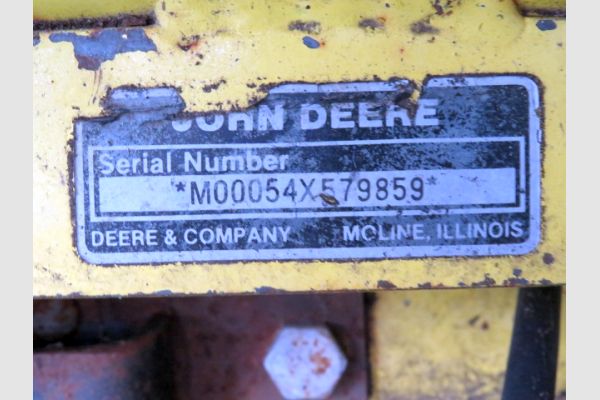 JOHN DEERE
Serial Number
*M00054X579859*
DEERE & COMPANY MOLINE, ILLINOIS